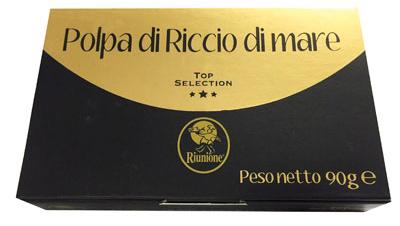 Polpa di Riccio di mare
TOP
SELECTION
Riunione
Peso netto 90g e